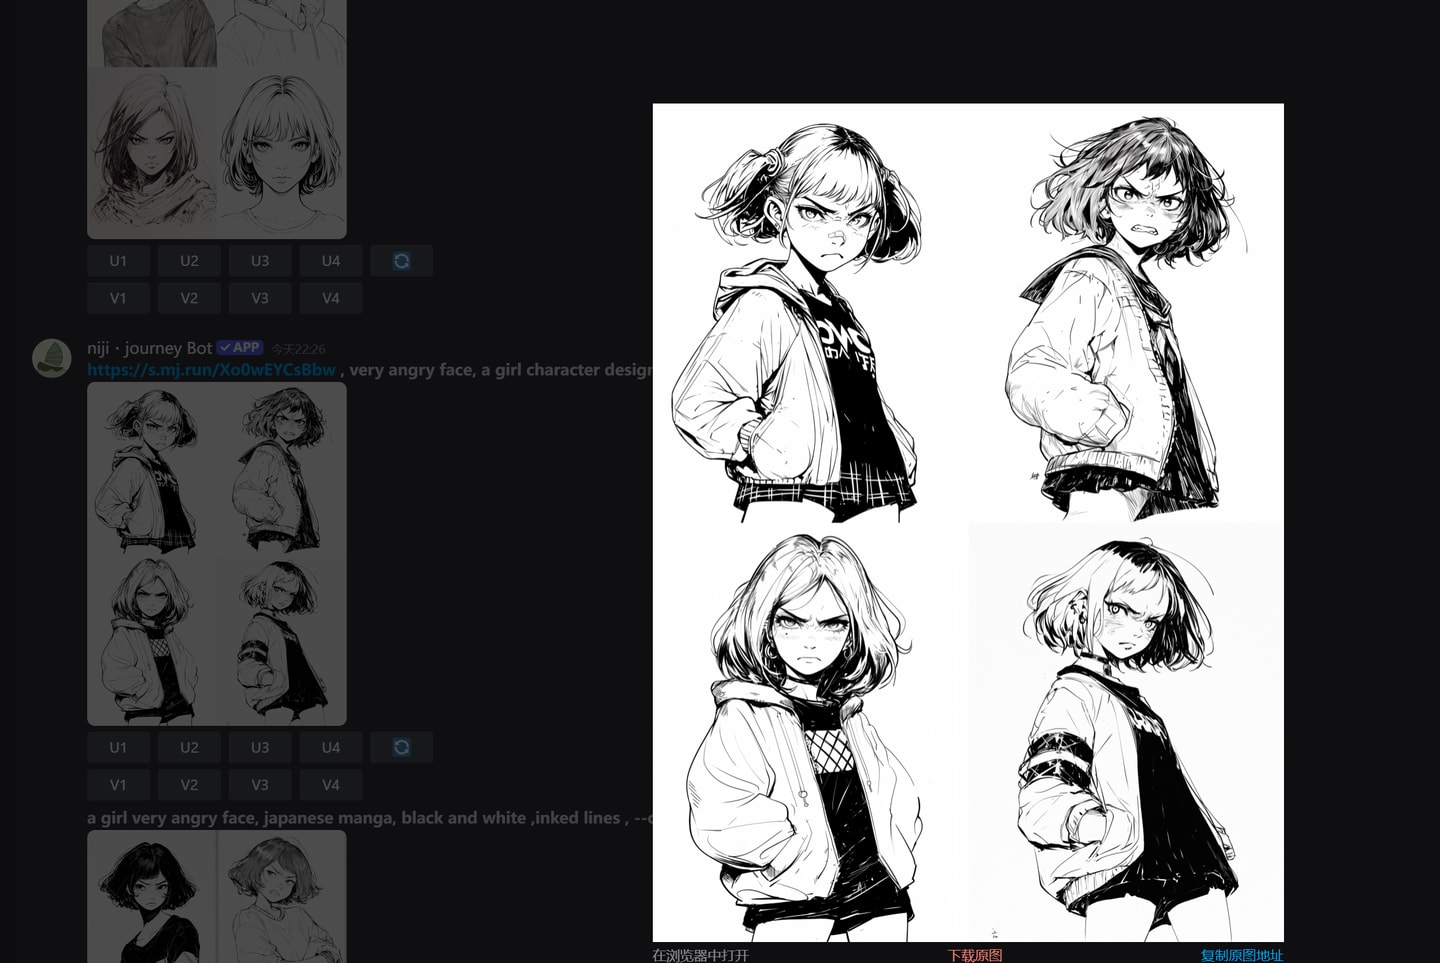 U1 U2 U3 U4
V1 V2 V3 V4
niji · journey Bot ✓ APP 今天22:26
https://s.mj.run/Xo0wEYCsBbw , very angry face, a girl character design
U1 U2 U3 U4
V1 V2 V3 V4
a girl very angry face, japanese manga, black and white ,inked lines , --c
在浏览器中打开 下载原图 复制原图地址